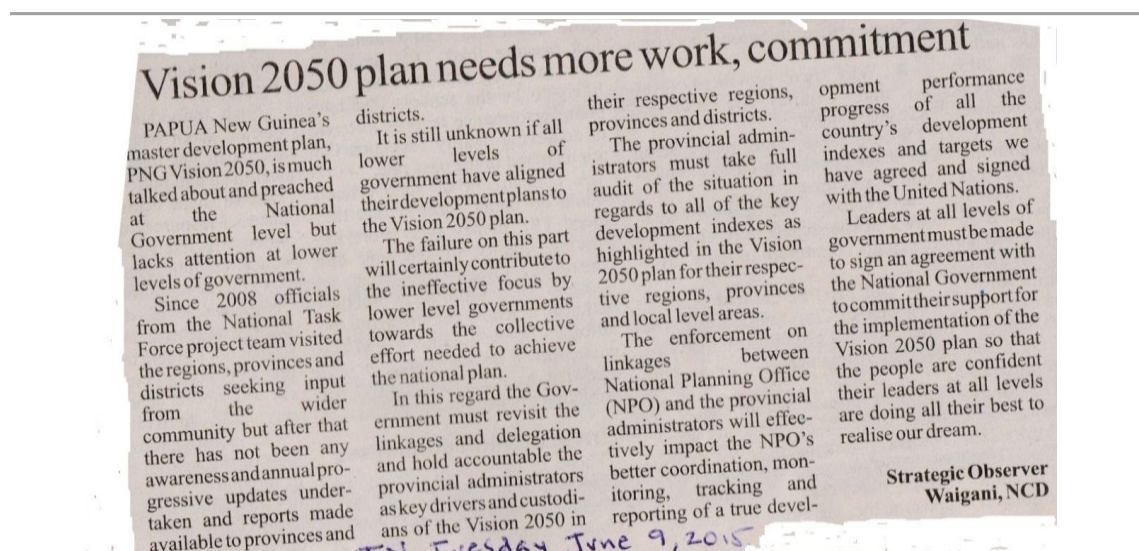 Vision 2050 plan needs more work, commitment
PAPUA New Guinea's
master development plan,
PNG Vision 2050, is much
talked about and preached
at the National
Government level but
lacks attention at lower
levels of government.
Since 2008 officials
from the National Task
Force project team visited
the regions, provinces and
districts seeking input
from the wider
community but after that
there has not been any
awareness and annual pro-
gressive updates under-
taken and reports made
available to provinces and
districts.
It is still unknown if all
lower levels of
government have aligned
their development plans to
the Vision 2050 plan.
The failure on this part
will certainly contribute to
the ineffective focus by
lower level governments
towards the collective
effort needed to achieve
the national plan.
In this regard the Gov-
ernment must revisit the
linkages and delegation
and hold accountable the
provincial administrators
as key drivers and custodi-
ans of the Vision 2050 in
their respective regions,
provinces and districts.
The provincial admin-
istrators must take full
audit of the situation in
regards to all of the key
development indexes as
highlighted in the Vision
2050 plan for their respec-
tive regions, provinces
and local level areas.
The enforcement on
linkages between
National Planning Office
(NPO) and the provincial
administrators will effec-
tively impact the NPO's
better coordination, mon-
itoring, tracking and
reporting of a true devel-
opment performance
progress of all the
country's development
indexes and targets we
have agreed and signed
with the United Nations.
Leaders at all levels of
government must be made
to sign an agreement with
the National Government
to commit their support for
the implementation of the
Vision 2050 plan so that
the people are confident
their leaders at all levels
are doing all their best to
realise our dream.
Strategic Observer
Waigani, NCD
Tuesday June 9, 2015